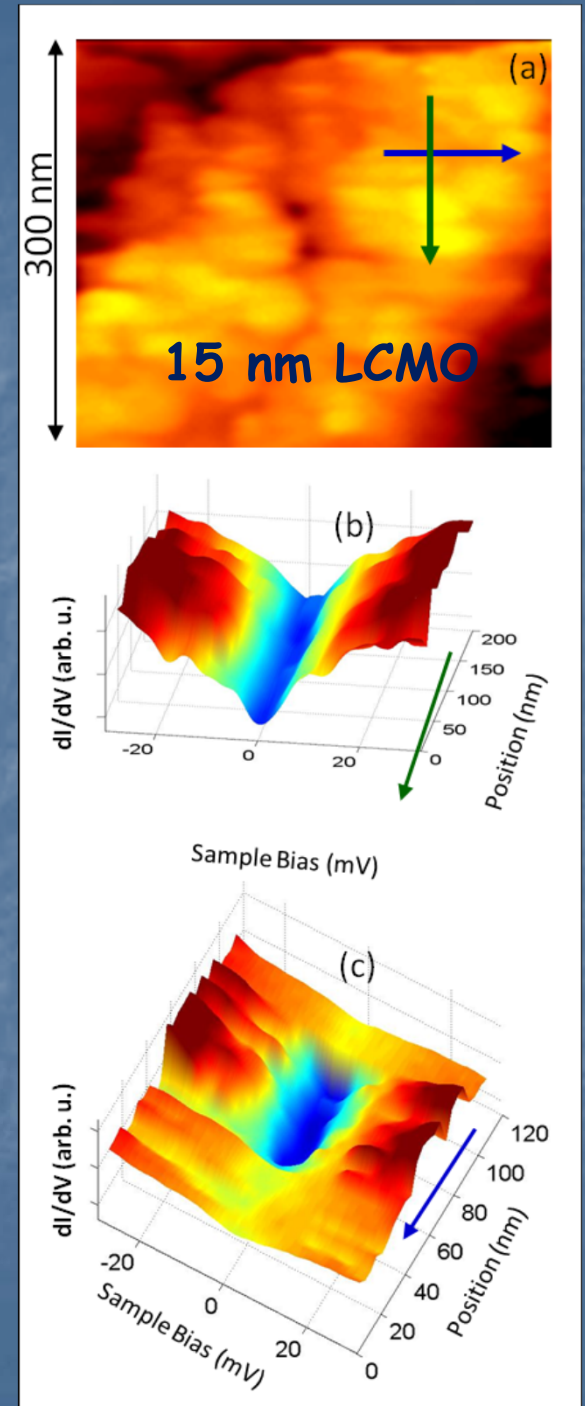 (a)
300 nm
15 nm LCMO
(b)
dI/dV (arb. u.)
-20
0
20
0
50
100
150
200
Position (nm)
Sample Bias (mV)
(c)
dI/dV (arb. u.)
-20
0
20
Sample Bias (mV)
0
20
40
60
80
100
120
Position (nm)